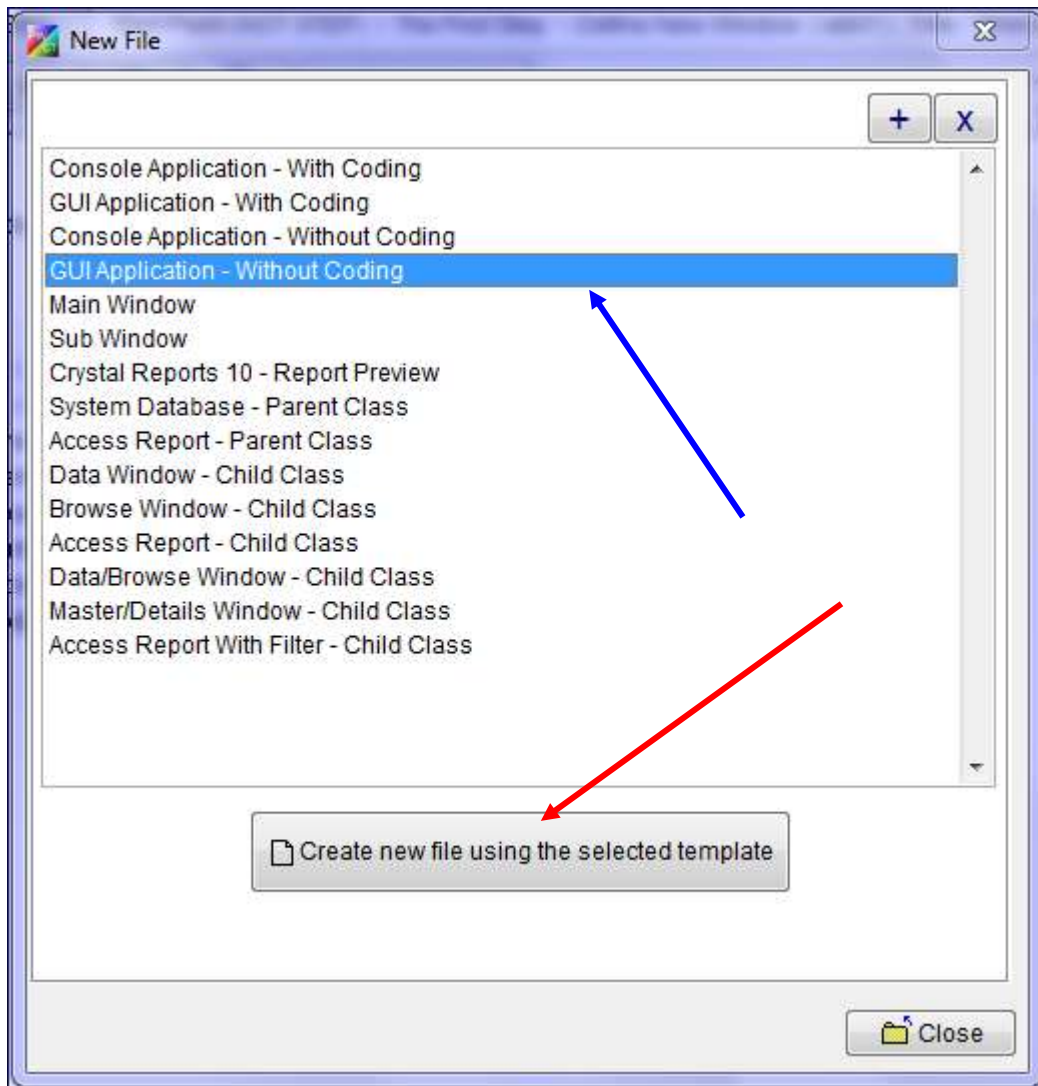 New File
+ x
Console Application - With Coding
GUI Application - With Coding
Console Application - Without Coding
GUI Application - Without Coding
Main Window
Sub Window
Crystal Reports 10 - Report Preview
System Database - Parent Class
Access Report - Parent Class
Data Window - Child Class
Browse Window - Child Class
Access Report - Child Class
Data/Browse Window - Child Class
Master/Details Window - Child Class
Access Report With Filter - Child Class
Create new file using the selected template
Close